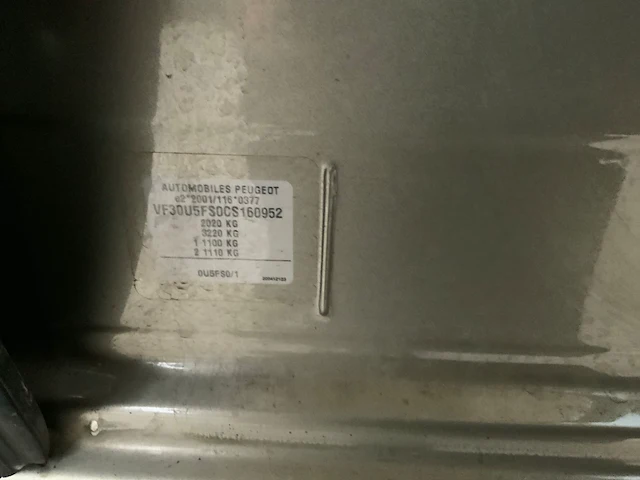 AUTOMOBILES PEUGEOT
e2*2001/116*0377
VF30U5FS0CS160952
2020 KG
3220 KG
1 1100 KG
2 1110 KG
0U5FS0/1